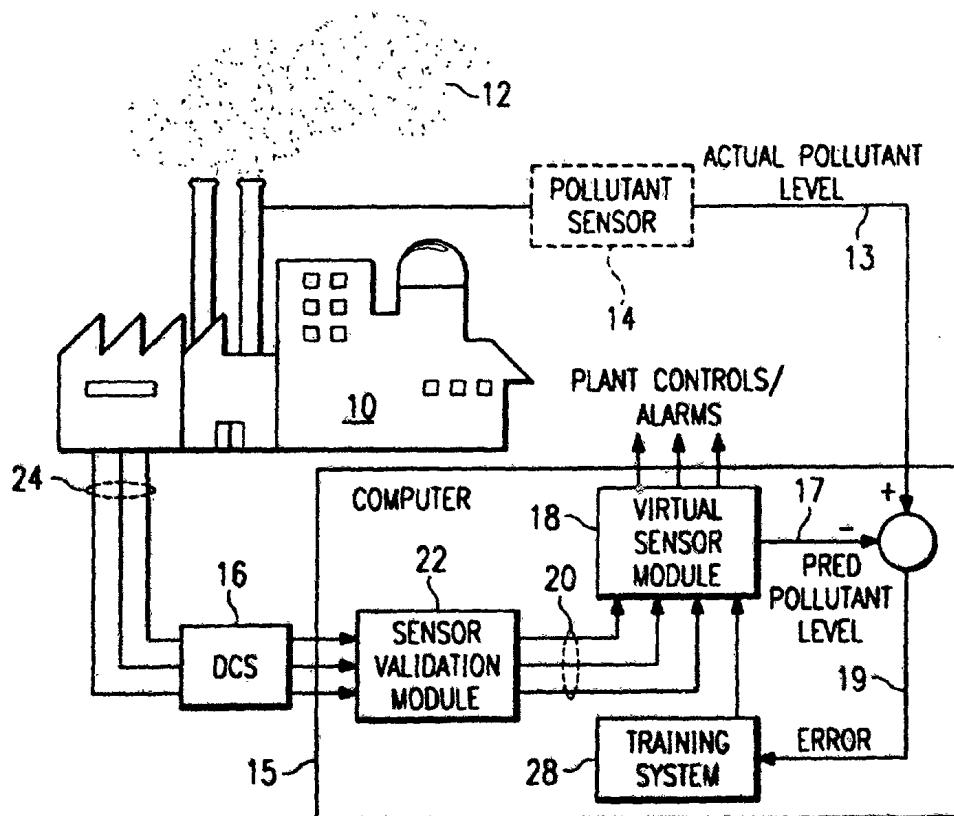 12
ACTUAL POLLUTANT
LEVEL
POLLUTANT
SENSOR
13
14
PLANT CONTROLS/
ALARMS
10
24
COMPUTER
18
VIRTUAL
SENSOR
MODULE
17
+
-
PRED
POLLUTANT
LEVEL
16
DCS
22
SENSOR
VALIDATION
MODULE
20
19
15
28
TRAINING
SYSTEM
ERROR